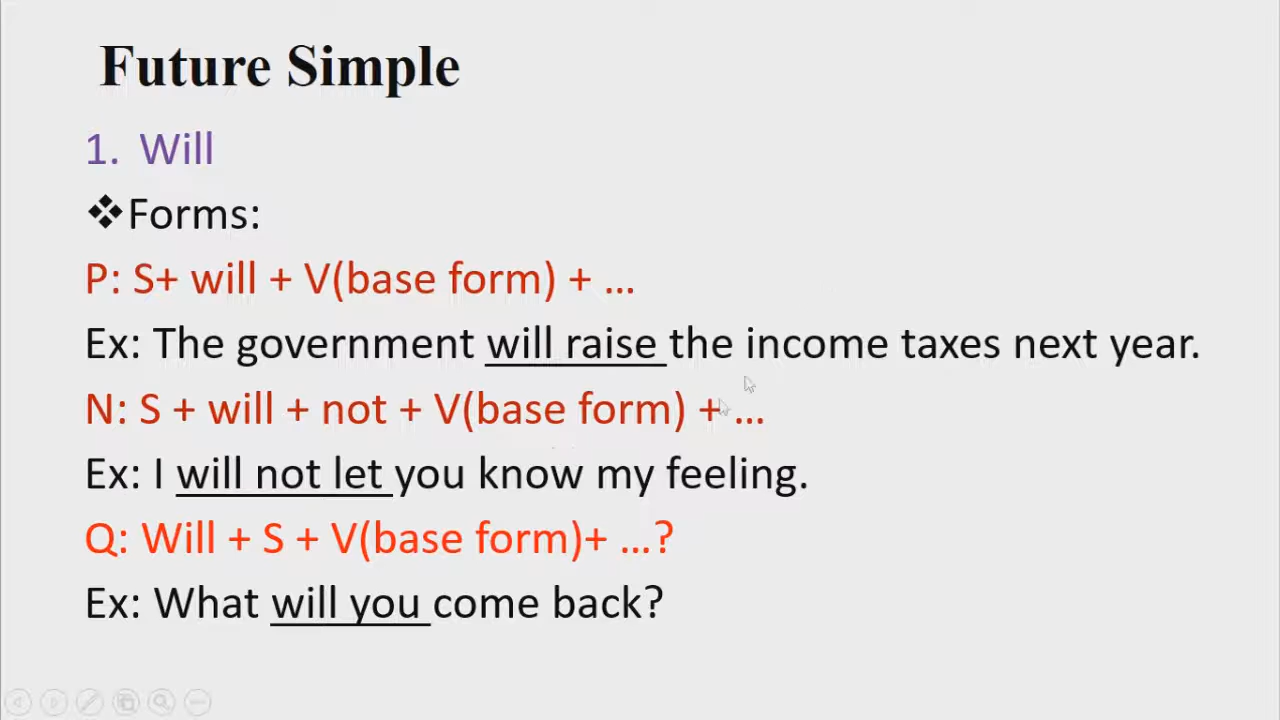 Future Simple
1. Will
❖Forms:
P: S+ will + V(base form) + ...
Ex: The government will raise the income taxes next year.
N: S + will + not + V(base form) + ...
Ex: I will not let you know my feeling.
Q: Will + S + V(base form)+ ...?
Ex: What will you come back?